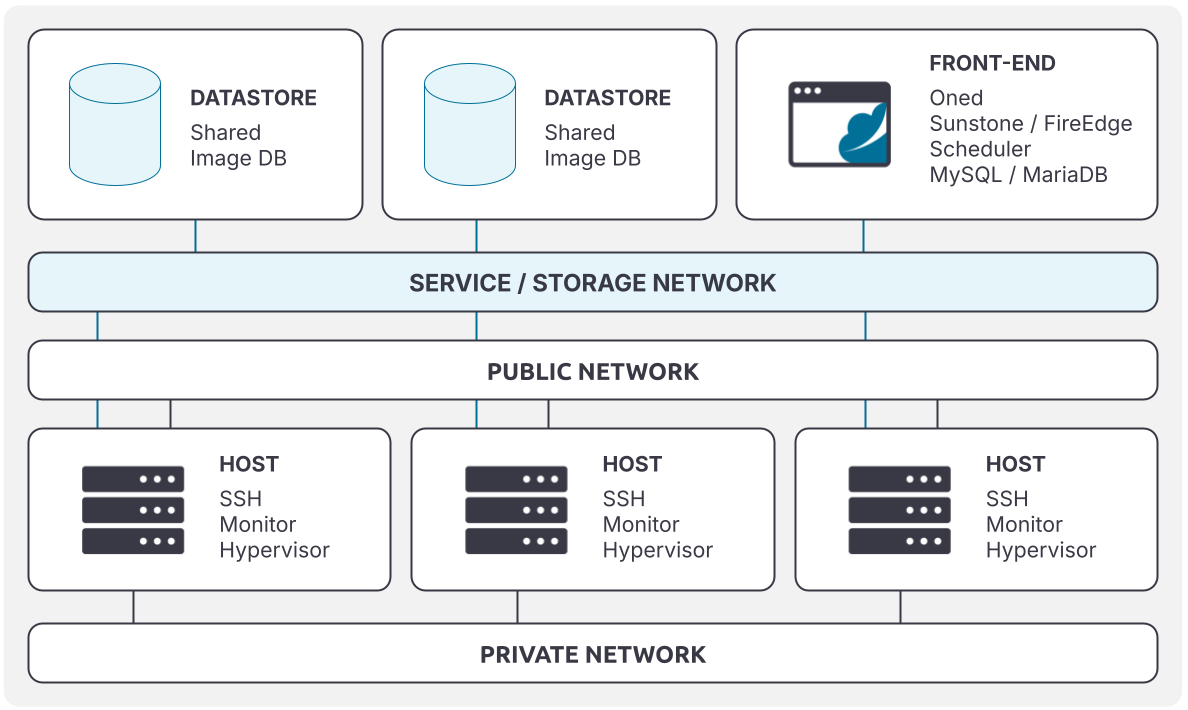 DATASTORE
Shared
Image DB
DATASTORE
Shared
Image DB
FRONT-END
Oned
Sunstone / FireEdge
Scheduler
MySQL / MariaDB
SERVICE / STORAGE NETWORK
PUBLIC NETWORK
HOST
SSH
Monitor
Hypervisor
HOST
SSH
Monitor
Hypervisor
HOST
SSH
Monitor
Hypervisor
PRIVATE NETWORK